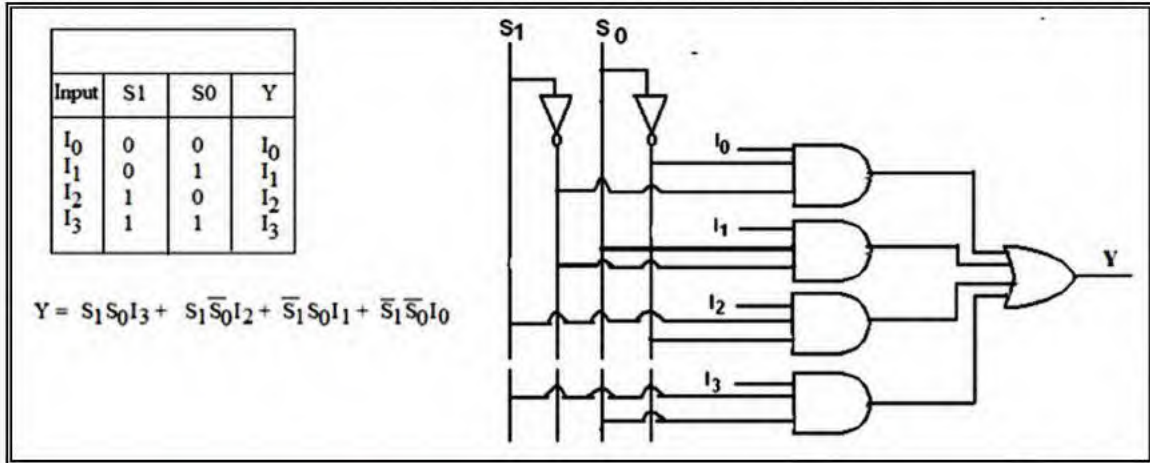 Input S1 S0 Y
I₀ 0 0 I₀
I₁ 0 1 I₁
I₂ 1 0 I₂
I₃ 1 1 I₃
Y = S₁S₀I₃ + S₁S̅₀I₂ + S̅₁S₀I₁ + S̅₁S̅₀I₀
S1 S₀
I₀
I₁
Y
I₂
I₃